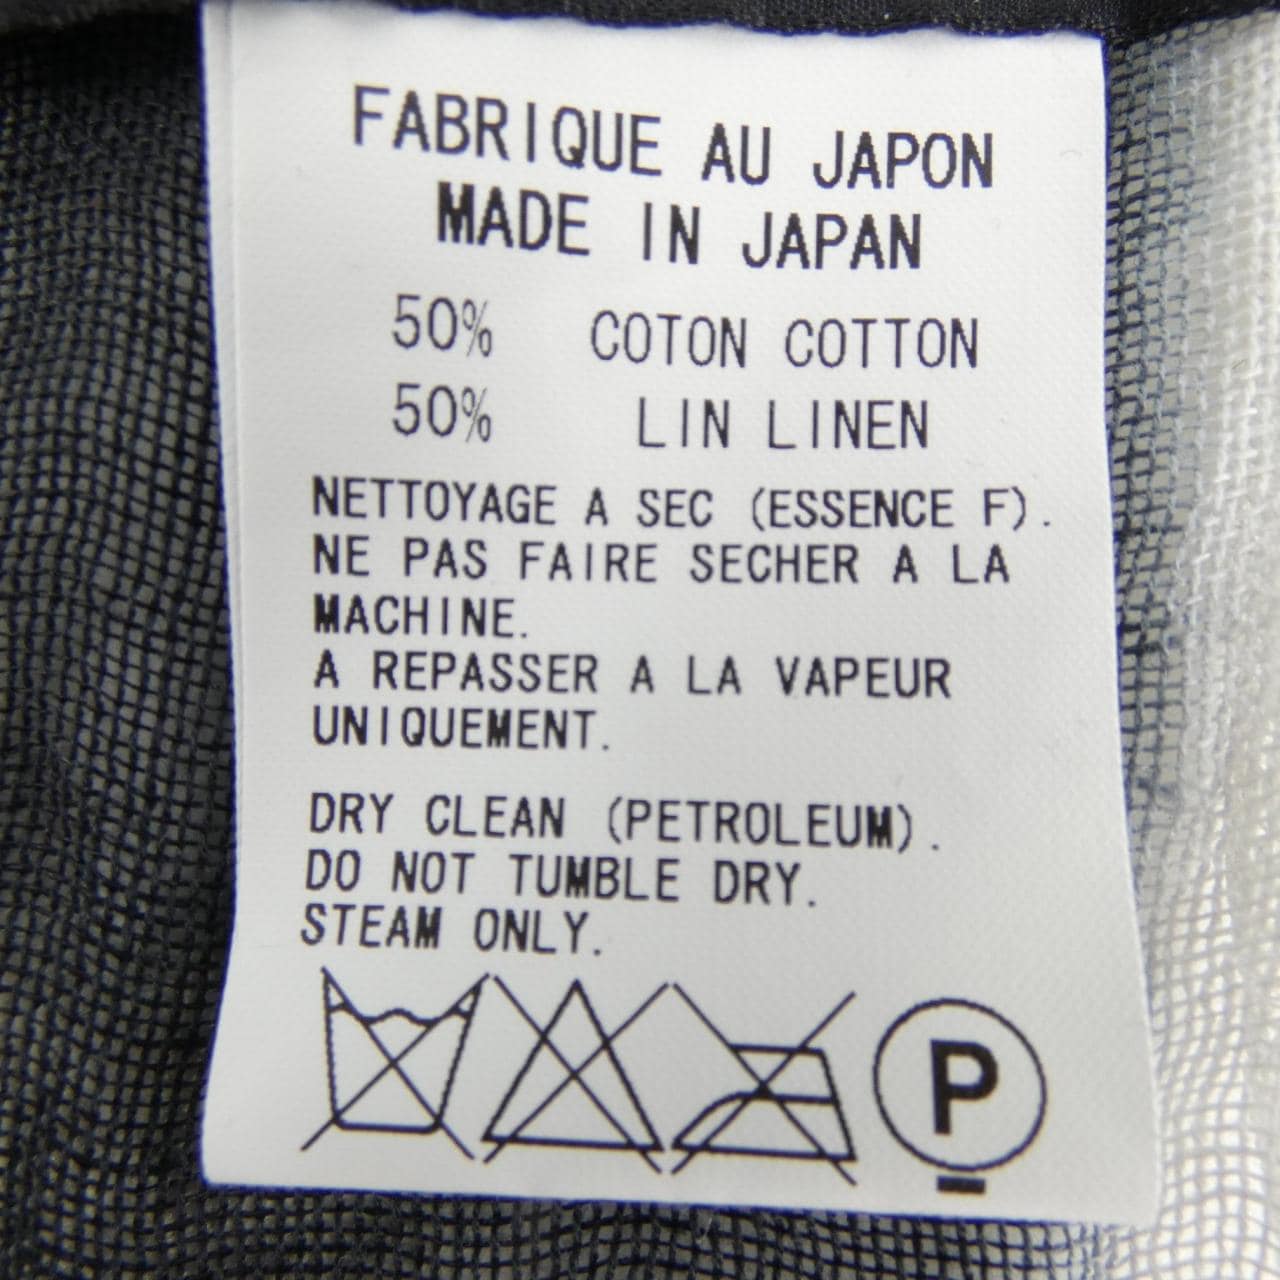 FABRIQUE AU JAPON
MADE IN JAPAN
50% COTON COTTON
50% LIN LINEN
NETTOYAGE A SEC (ESSENCE F).
NE PAS FAIRE SECHER A LA
MACHINE.
A REPASSER A LA VAPEUR
UNIQUEMENT.
DRY CLEAN (PETROLEUM).
DO NOT TUMBLE DRY.
STEAM ONLY.
P